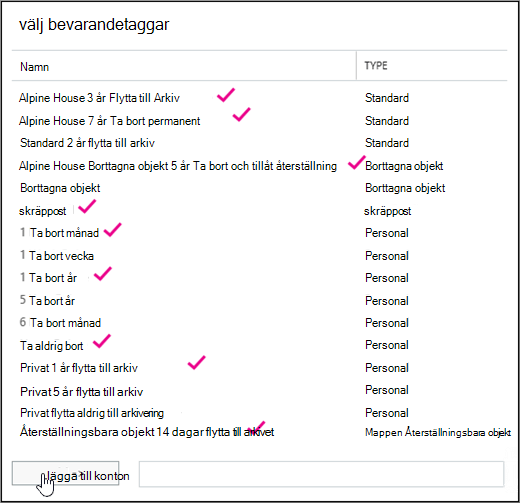 välj bevarandetaggar
Namn TYPE
Alpine House 3 år Flytta till Arkiv Standard
Alpine House 7 år Ta bort permanent Standard
Standard 2 år flytta till arkiv Standard
Alpine House Borttagna objekt 5 år Ta bort och tillåt återställning Borttagna objekt
Borttagna objekt Borttagna objekt
skräppost skräppost
1 Ta bort månad Personal
1 Ta bort vecka Personal
1 Ta bort år Personal
5 Ta bort år Personal
6 Ta bort månad Personal
Ta aldrig bort Personal
Privat 1 år flytta till arkiv Personal
Privat 5 år flytta till arkiv Personal
Privat flytta aldrig till arkivering Personal
Återställningsbara objekt 14 dagar flytta till arkivet Mappen Återställningsbara objekt
lägga till konton